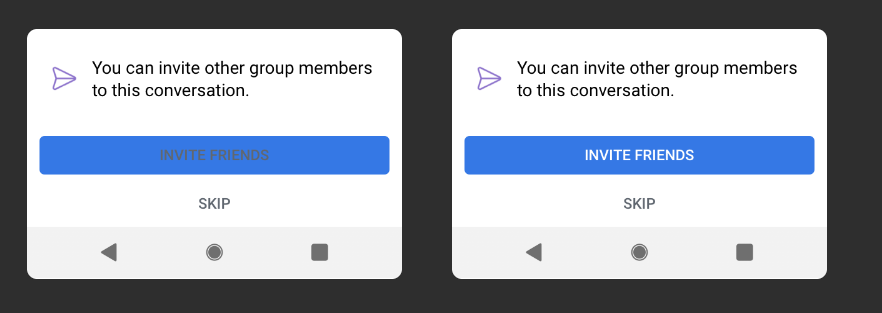 You can invite other group members
to this conversation.
INVITE FRIENDS
SKIP
You can invite other group members
to this conversation.
INVITE FRIENDS
SKIP